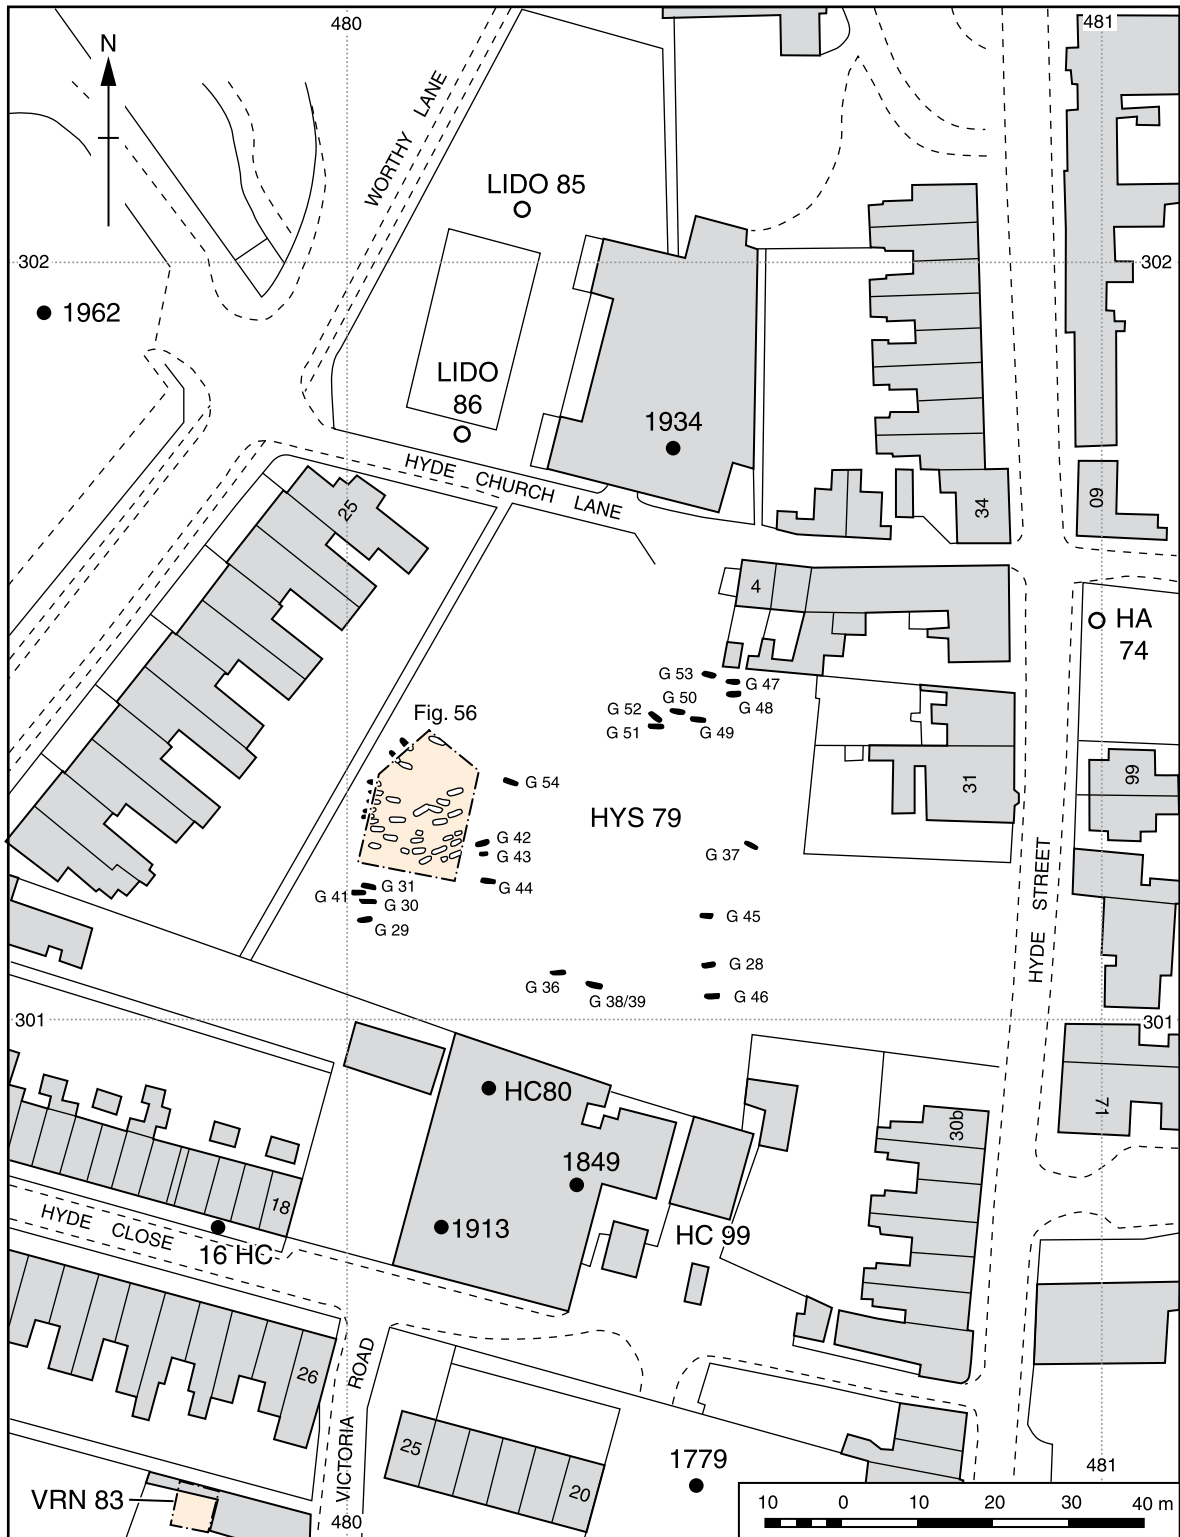 480
481
N
WORTHY LANE
LIDO 85
302
302
1962
LIDO
86
1934
HYDE CHURCH LANE
25
34
60
4
HA
74
G 53
G 47
G 50
G 48
G 52
G 51
G 49
Fig. 56
G 54
HYS 79
31
66
G 42
G 43
G 37
G 31
G 44
G 41
G 30
G 29
G 45
HYDE STREET
G 28
G 36
G 38/39
G 46
301
301
HC80
71
30b
1849
18
HYDE CLOSE
16 HC
1913
HC 99
26
VICTORIA ROAD
25
20
1779
481
VRN 83
480
10 0 10 20 30 40 m